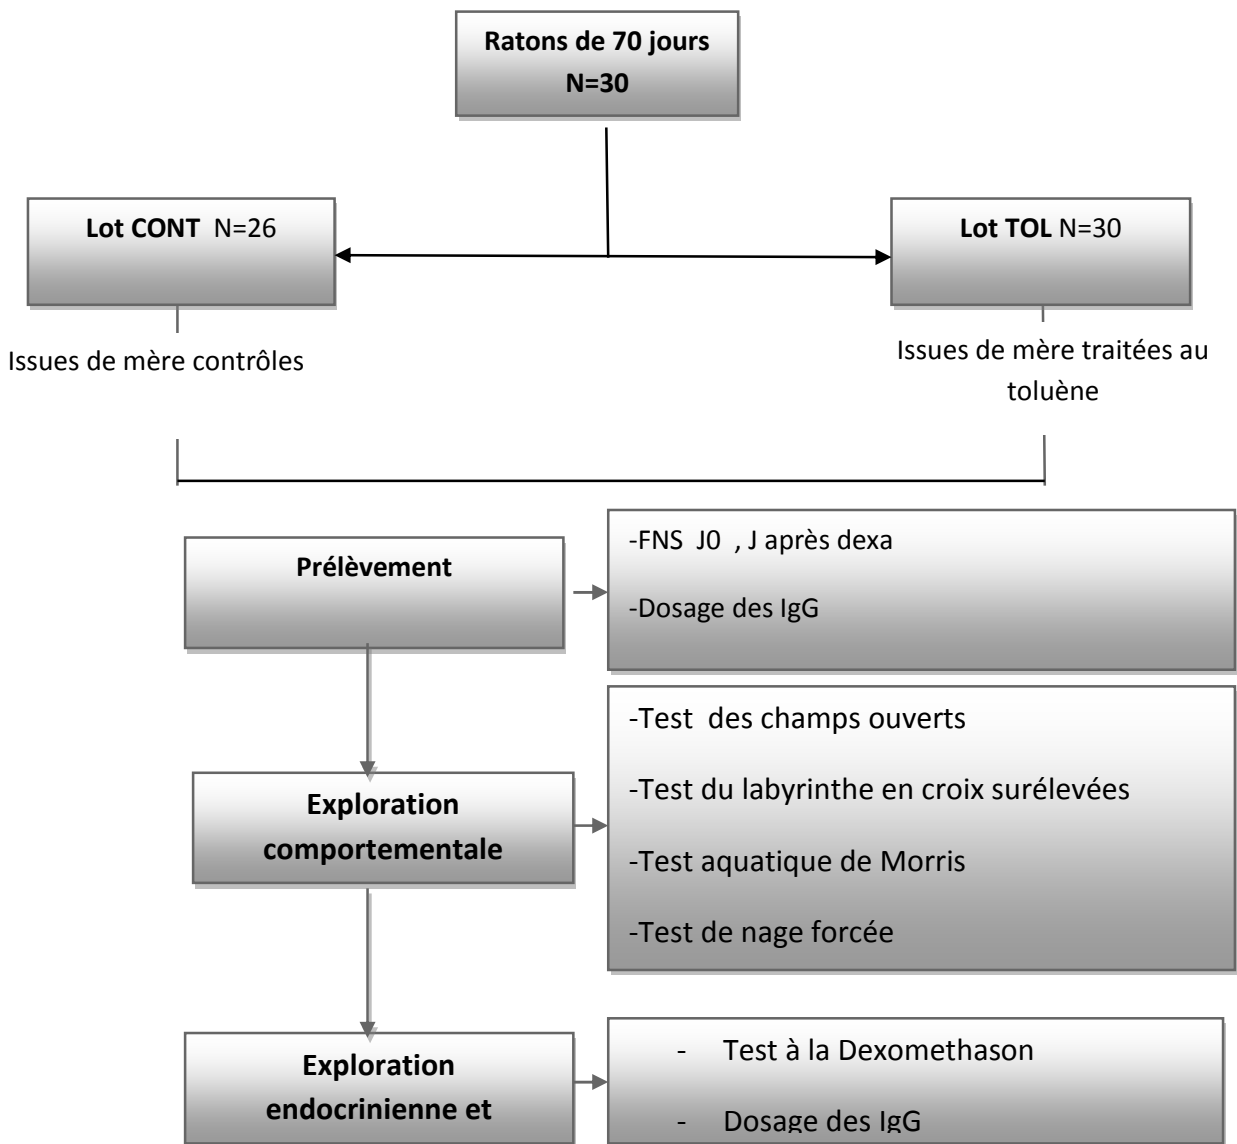 Ratons de 70 jours
N=30
Lot CONT N=26
Lot TOL N=30
Issues de mère contrôles
Issues de mère traitées au
toluène
Prélèvement
-FNS J0 , J après dexa
-Dosage des IgG
Exploration
comportementale
-Test des champs ouverts
-Test du labyrinthe en croix surélevées
-Test aquatique de Morris
-Test de nage forcée
Exploration
endocrinienne et
- Test à la Dexomethason
- Dosage des IgG